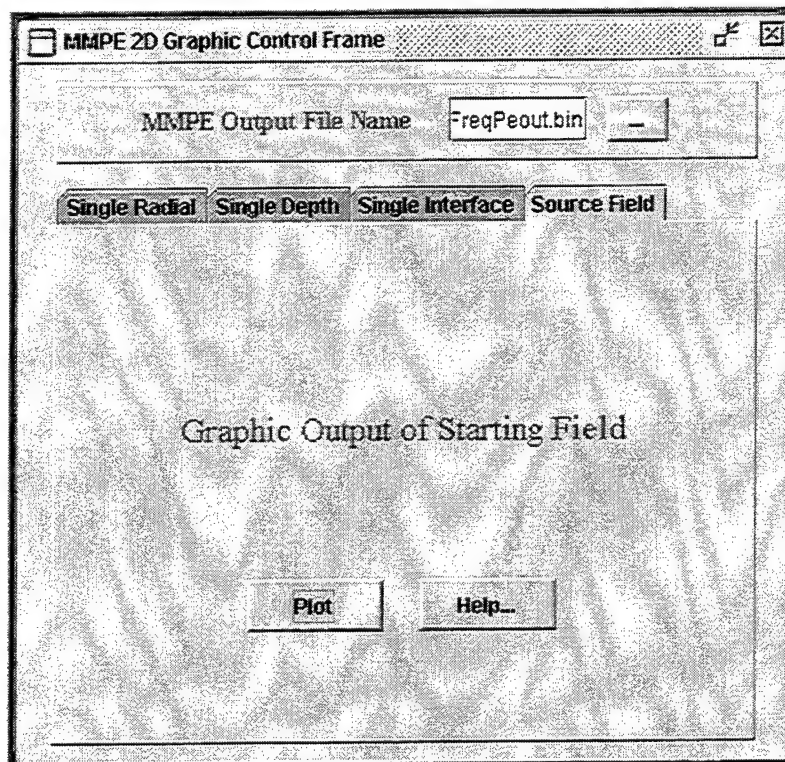 MMPE 2D Graphic Control Frame
MMPE Output File Name FreqPeout.bin ...
Single Radial Single Depth Single Interface Source Field
Graphic Output of Starting Field
Plot Help...